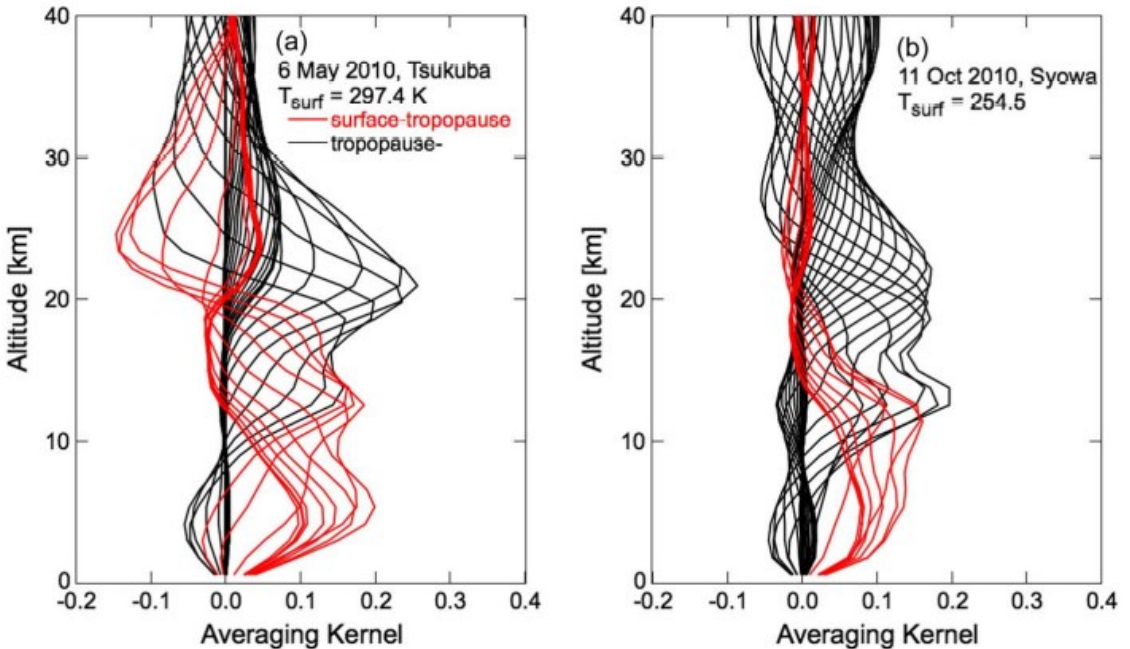 (a)
6 May 2010, Tsukuba
Tsurf = 297.4 K
surface-tropopause
tropopause-
40
30
20
10
0
-0.2 -0.1 0.0 0.1 0.2 0.3 0.4
Altitude [km]
Averaging Kernel
(b)
11 Oct 2010, Syowa
Tsurf = 254.5
40
30
20
10
0
-0.2 -0.1 0.0 0.1 0.2 0.3 0.4
Altitude [km]
Averaging Kernel